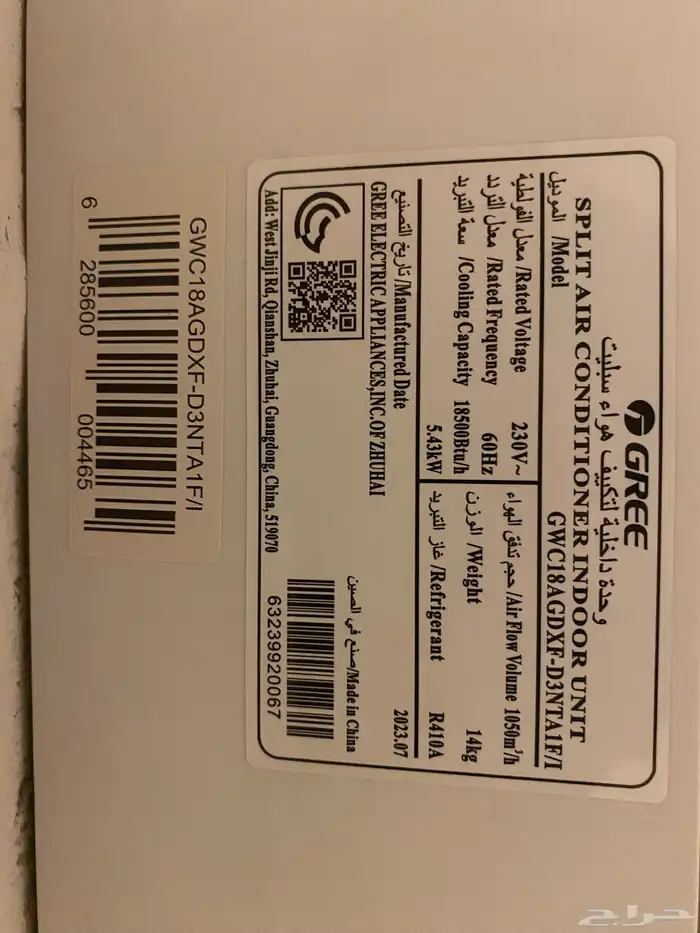 GREE
وحدة داخلية لتكييف هواء سبليت
SPLIT AIR CONDITIONER INDOOR UNIT
الموديل /Model GWC18AGDXF-D3NTA1F/I
معدل الفولطية /Rated Voltage 230V~
معدل التردد /Rated Frequency 60Hz
سعة التبريد /Cooling Capacity 18500Btu/h
5.43kW
حجم تدفق الهواء /Air Flow Volume 1050m³/h
الوزن /Weight 14kg
غاز التبريد /Refrigerant R410A
تاريخ التصنيع /Manufactured Date 2023.07
GREE ELECTRIC APPLIANCES,INC.OF ZHUHAI
صنع في الصين/Made in China
63239920067
Add: West Jinji Rd, Qianshan, Zhuhai, Guangdong, China, 519070
GWC18AGDXF-D3NTA1F/I
6 285600 004465
حراج